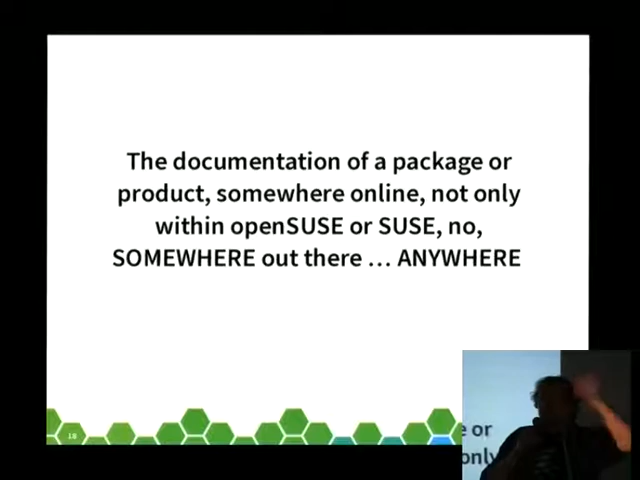 The documentation of a package or
product, somewhere online, not only
within openSUSE or SUSE, no,
SOMEWHERE out there … ANYWHERE
18
e or
only